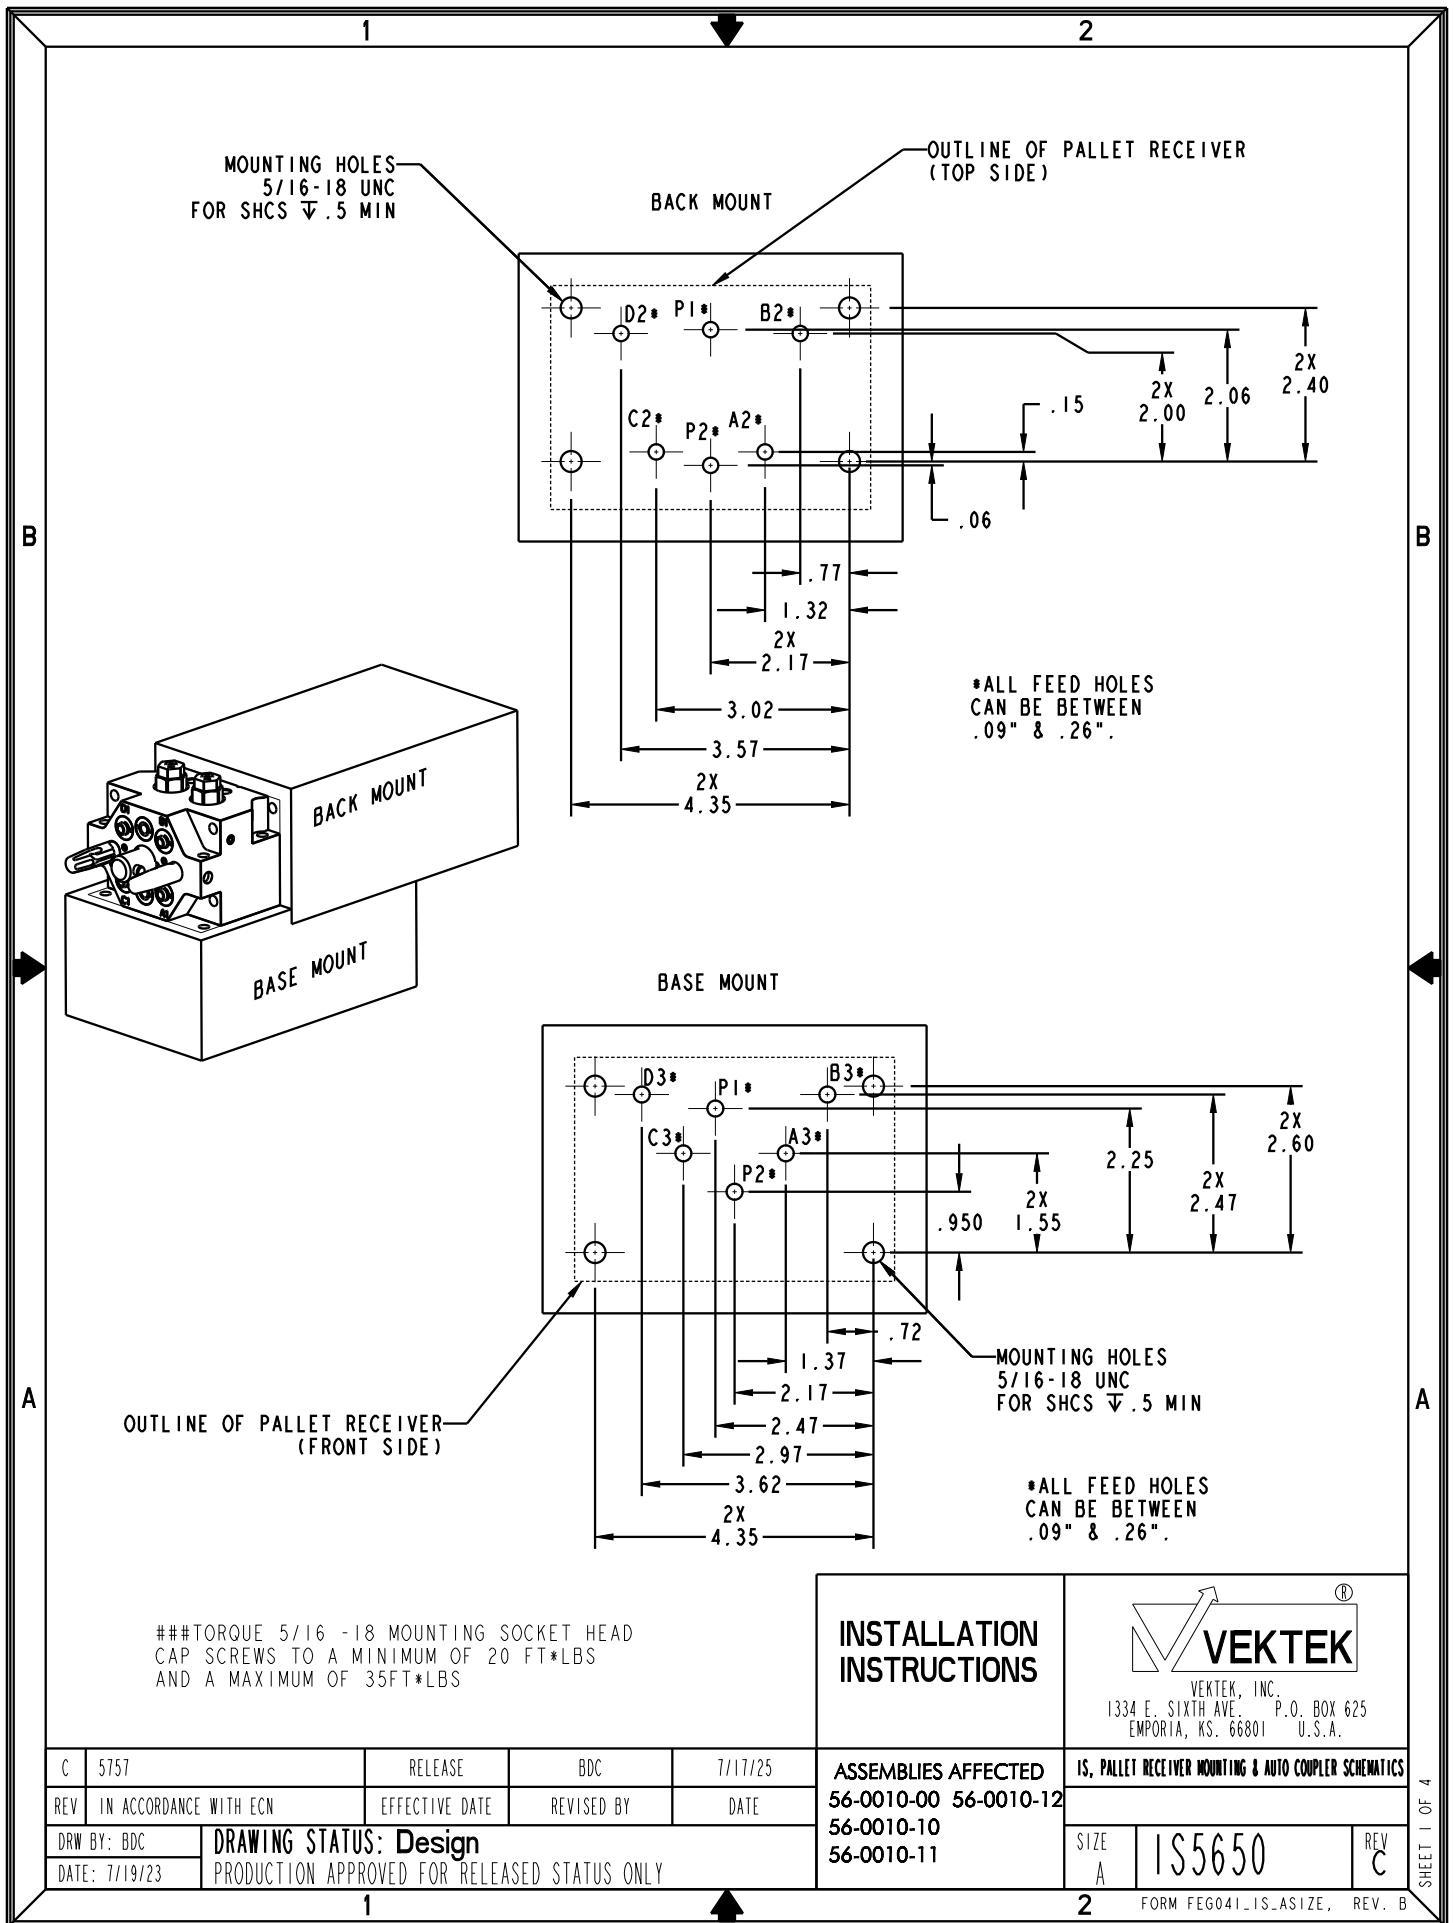 1
2
MOUNTING HOLES
5/16-18 UNC
FOR SHCS ↧ .5 MIN
OUTLINE OF PALLET RECEIVER
(TOP SIDE)
BACK MOUNT
D2*
P1*
B2*
C2*
P2*
A2*
2X
2.40
2.06
2X
2.00
.15
.06
B
B
.77
1.32
2X
2.17
3.02
3.57
2X
4.35
*ALL FEED HOLES
CAN BE BETWEEN
.09" & .26".
BACK MOUNT
BASE MOUNT
BASE MOUNT
D3*
P1*
B3*
C3*
A3*
P2*
2X
2.60
2.25
2X
2.47
2X
1.55
.950
.72
1.37
2.17
2.47
2.97
3.62
2X
4.35
MOUNTING HOLES
5/16-18 UNC
FOR SHCS ↧ .5 MIN
A
A
OUTLINE OF PALLET RECEIVER
(FRONT SIDE)
*ALL FEED HOLES
CAN BE BETWEEN
.09" & .26".
###TORQUE 5/16 -18 MOUNTING SOCKET HEAD
CAP SCREWS TO A MINIMUM OF 20 FT*LBS
AND A MAXIMUM OF 35FT*LBS
INSTALLATION
INSTRUCTIONS
®
VEKTEK
VEKTEK, INC.
1334 E. SIXTH AVE. P.O. BOX 625
EMPORIA, KS. 66801 U.S.A.
C 5757 RELEASE BDC 7/17/25
REV IN ACCORDANCE WITH ECN EFFECTIVE DATE REVISED BY DATE
DRW BY: BDC
DATE: 7/19/23
DRAWING STATUS: Design
PRODUCTION APPROVED FOR RELEASED STATUS ONLY
ASSEMBLIES AFFECTED
56-0010-00 56-0010-12
56-0010-10
56-0010-11
IS, PALLET RECEIVER MOUNTING & AUTO COUPLER SCHEMATICS
SIZE
A
IS5650
REV
C
SHEET 1 OF 4
1
2
FORM FEG041_IS_ASIZE, REV. B